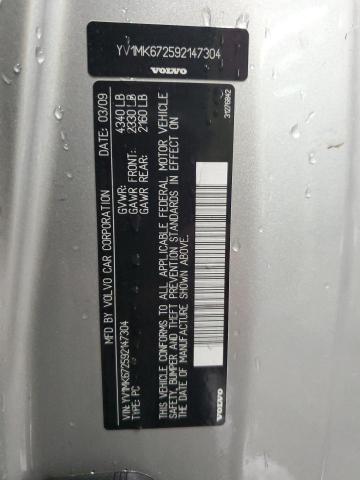 YV1MK672592147304
VOLVO
MFD BY VOLVO CAR CORPORATION
DATE: 03/09
GVWR: 4340 LB
GAWR FRONT: 2330 LB
GAWR REAR: 2160 LB
VIN: YV1MK672592147304
TYPE: PC
THIS VEHICLE CONFORMS TO ALL APPLICABLE FEDERAL MOTOR VEHICLE
SAFETY, BUMPER AND THEFT PREVENTION STANDARDS IN EFFECT ON
THE DATE OF MANUFACTURE SHOWN ABOVE.
VOLVO
31276842